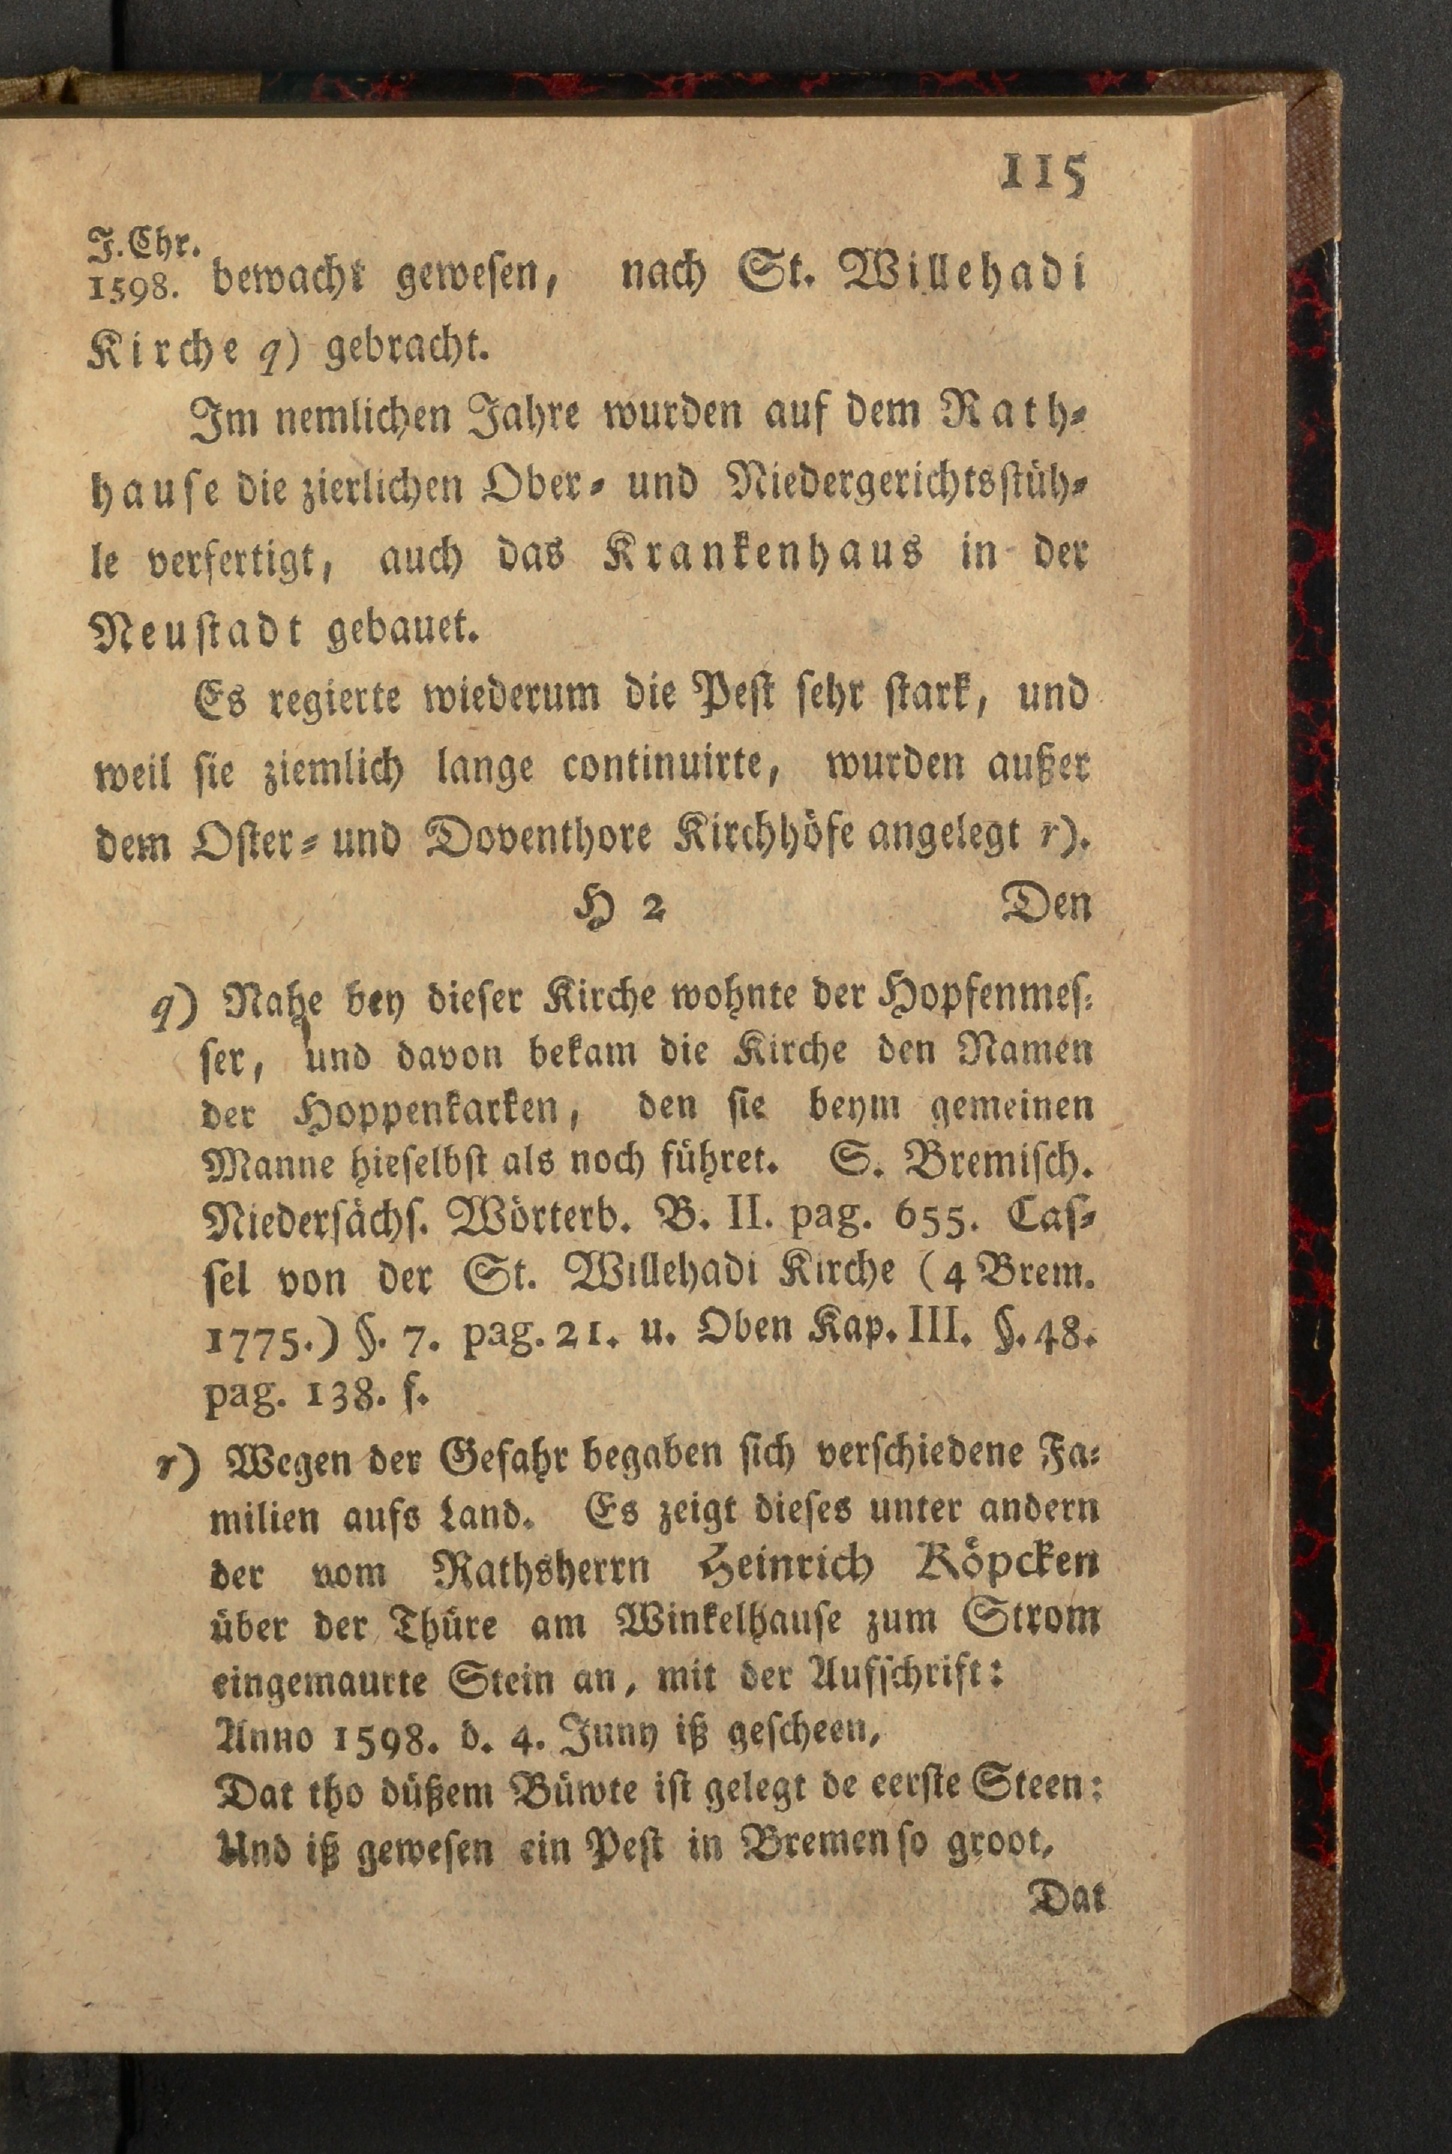 115
J. Chr.
1598. bewacht gewesen, nach St. Willehadi
Kirche q) gebracht.
Im nemlichen Jahre wurden auf dem Rath-
hause die zierlichen Ober- und Niedergerichtsstüh-
le verfertigt, auch das Krankenhaus in der
Neustadt gebauet.
Es regierte wiederum die Pest sehr stark, und
weil sie ziemlich lange continuirte, wurden außer
dem Oster- und Doventhore Kirchhöfe angelegt r).
H 2 Den
q) Nahe bey dieser Kirche wohnte der Hopfenmes-
ser, und davon bekam die Kirche den Namen
der Hoppenkarken, den sie beym gemeinen
Manne hieselbst als noch führet. S. Bremisch.
Niedersächs. Wörterb. B. II. pag. 655. Cas-
sel von der St. Willehadi Kirche (4 Brem.
1775.) §. 7. pag. 21. u. Oben Kap. III. §. 48.
pag. 138. s.
r) Wegen der Gefahr begaben sich verschiedene Fa-
milien aufs Land. Es zeigt dieses unter andern
der vom Rathsherrn Heinrich Köpcken
über der Thüre am Winkelhause zum Strom
eingemaurte Stein an, mit der Aufschrift:
Anno 1598. d. 4. Juny iß gescheen,
Dat tho düßem Büwte ist gelegt de eerste Steen:
Und iß gewesen ein Pest in Bremen so groot,
Dat